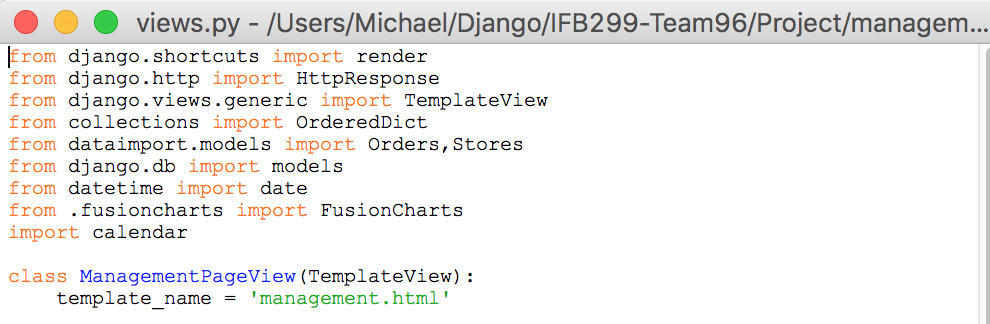 views.py - /Users/Michael/Django/IFB299-Team96/Project/managem...
from django.shortcuts import render
from django.http import HttpResponse
from django.views.generic import TemplateView
from collections import OrderedDict
from dataimport.models import Orders,Stores
from django.db import models
from datetime import date
from .fusioncharts import FusionCharts
import calendar
class ManagementPageView(TemplateView):
    template_name = 'management.html'